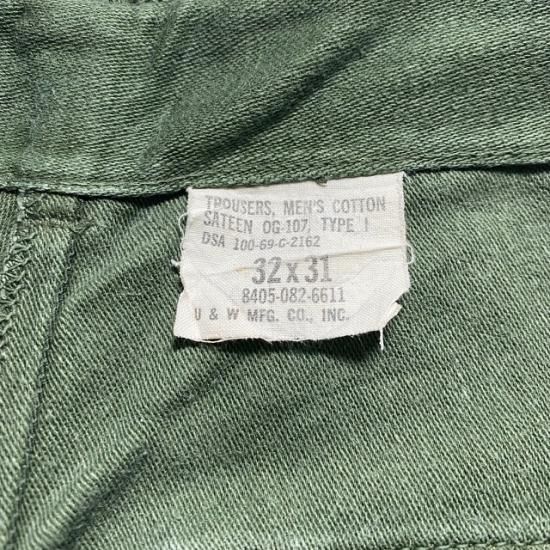 TROUSERS, MEN'S COTTON
SATEEN OG-107, TYPE I
DSA 100-69-C-2162
32 x 31
8405-082-6611
U & W MFG. CO., INC.